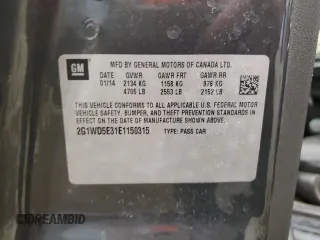 GM
MFD BY GENERAL MOTORS OF CANADA LTD.
DATE GVWR GAWR FRT GAWR RR
01/14 2134 KG 1158 KG 976 KG
4705 LB 2553 LB 2152 LB
THIS VEHICLE CONFORMS TO ALL APPLICABLE U.S. FEDERAL MOTOR
VEHICLE SAFETY, BUMPER, AND THEFT PREVENTION STANDARDS IN
EFFECT ON THE DATE OF MANUFACTURE SHOWN ABOVE.
2G1WD5E31E1150315 TYPE: PASS CAR
© IDREAMBID